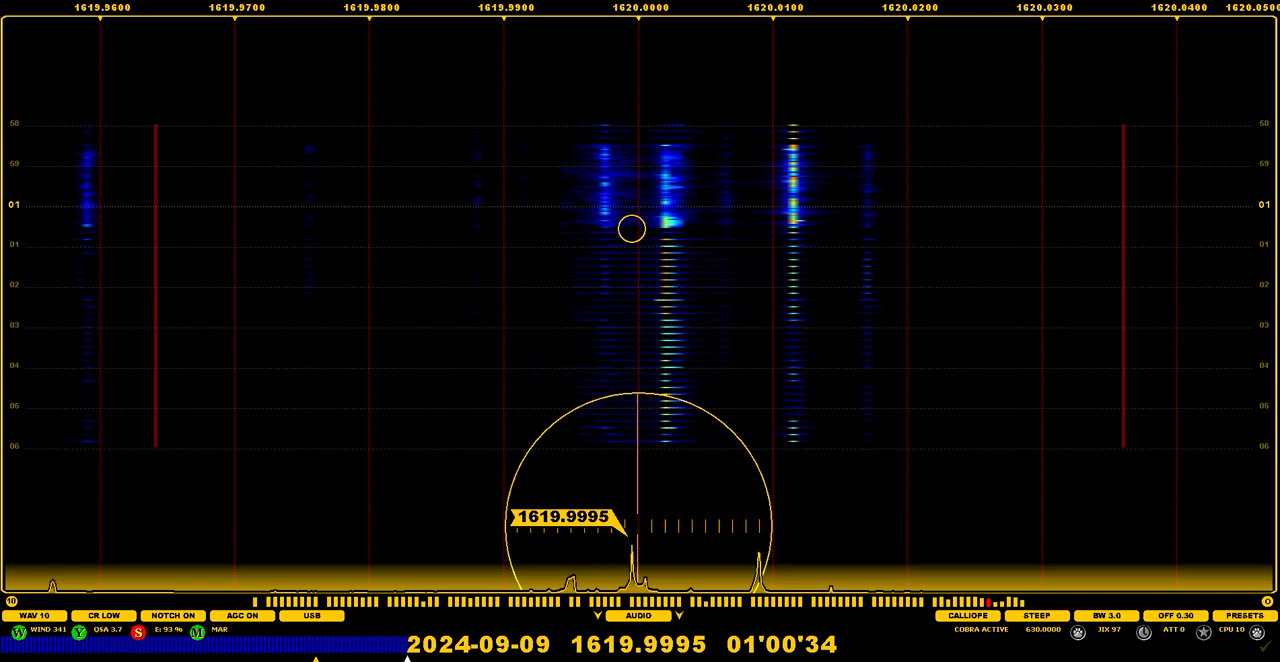 1619.9600 1619.9700 1619.9800 1619.9900 1620.0000 1620.0100 1620.0200 1620.0300 1620.0400 1620.0500
58 58
59 59
01 01
01 01
02 02
03 03
04 04
05 05
06 06
1619.9995
10
WAV 10 CR LOW NOTCH ON AGC ON USB AUDIO CALLIOPE STEEP BW 3.0 OFF 0.30 PRESETS
W WIND 341 Y QSA 3.7 S E: 93 % M MAR COBRA ACTIVE 630.0000 JIX 97 ATT 0 CPU 10
2024-09-09 1619.9995 01'00'34